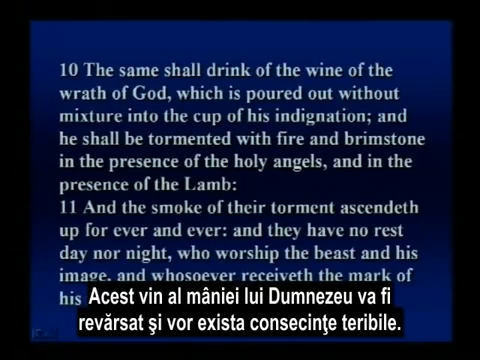 10 The same shall drink of the wine of the
wrath of God, which is poured out without
mixture into the cup of his indignation; and
he shall be tormented with fire and brimstone
in the presence of the holy angels, and in the
presence of the Lamb:
11 And the smoke of their torment ascendeth
up for ever and ever: and they have no rest
day nor night, who worship the beast and his
image, and whosoever receiveth the mark of
his
Acest vin al mâniei lui Dumnezeu va fi
revărsat şi vor exista consecinţe teribile.